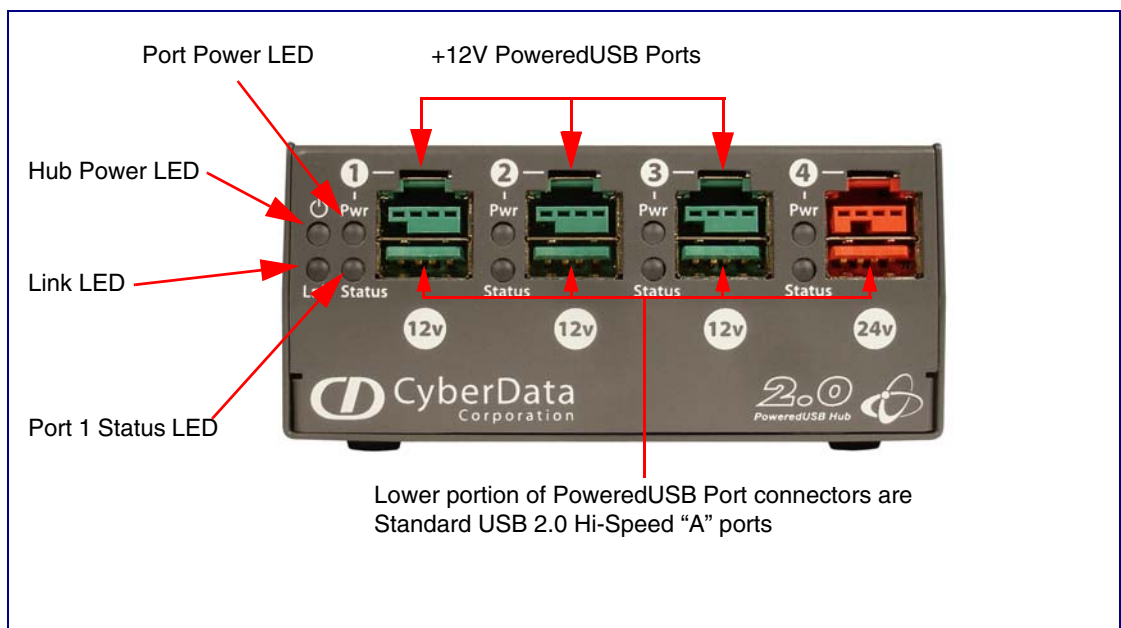 Port Power LED
+12V PoweredUSB Ports
Hub Power LED
1
2
3
4
Pwr
Pwr
Pwr
Pwr
Link LED
Status
Status
Status
Status
12v
12v
12v
24v
CyberData
Corporation
2.0
PoweredUSB Hub
Port 1 Status LED
Lower portion of PoweredUSB Port connectors are
Standard USB 2.0 Hi-Speed “A” ports